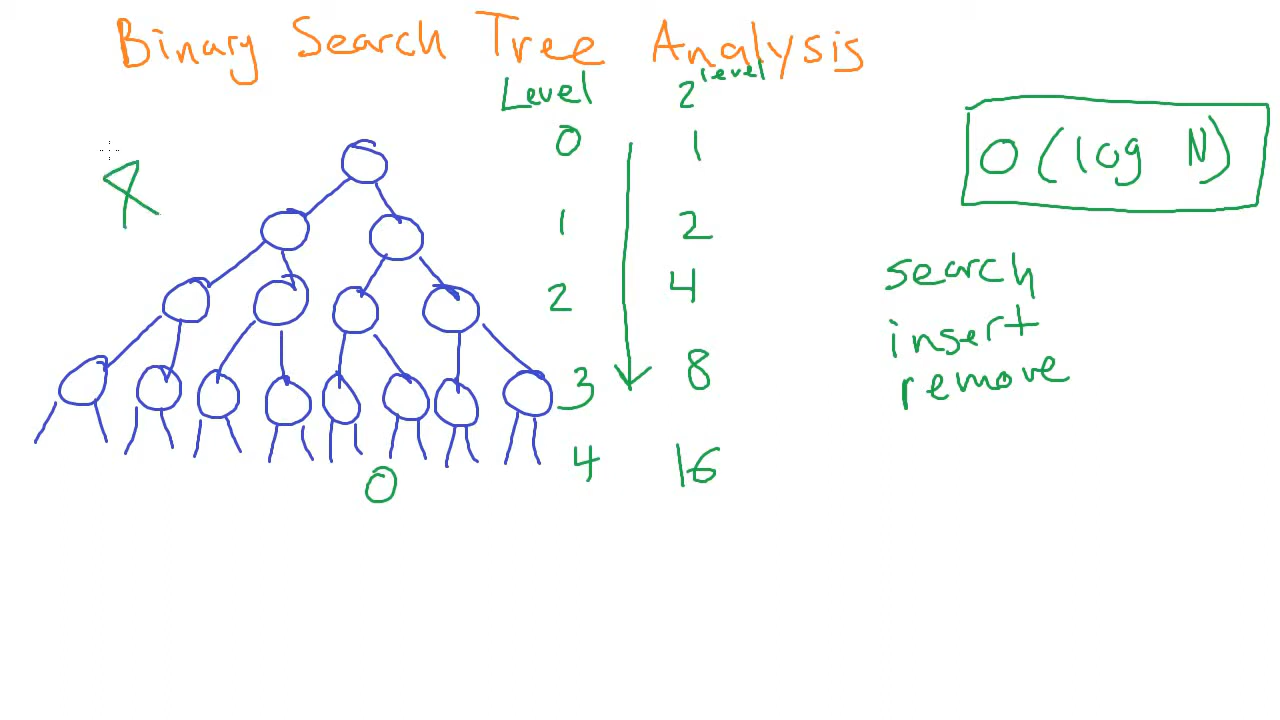 Binary Search Tree Analysis
Level 2^level
0 1
1 2
2 4
3 8
4 16
0
O (log N)
search
insert
remove